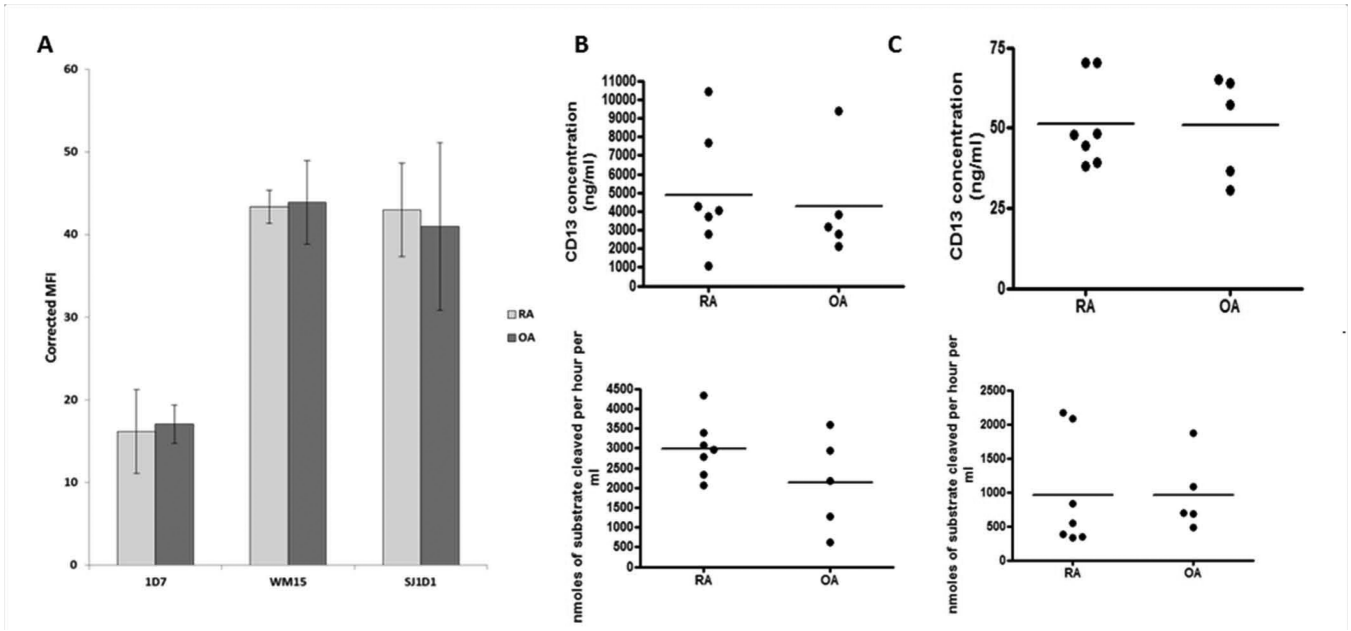 A
60
50
40
30
20
10
0
Corrected MFI
1D7
WM15
SJ1D1
RA
OA
B
11000
10000
9000
8000
7000
6000
5000
4000
3000
2000
1000
0
CD13 concentration
(ng/ml)
RA
OA
4500
4000
3500
3000
2500
2000
1500
1000
500
0
nmoles of substrate cleaved per hour per
ml
RA
OA
C
75
50
25
0
CD13 concentration
(ng/ml)
RA
OA
2500
2000
1500
1000
500
0
nmoles of substrate cleaved per hour per
ml
RA
OA